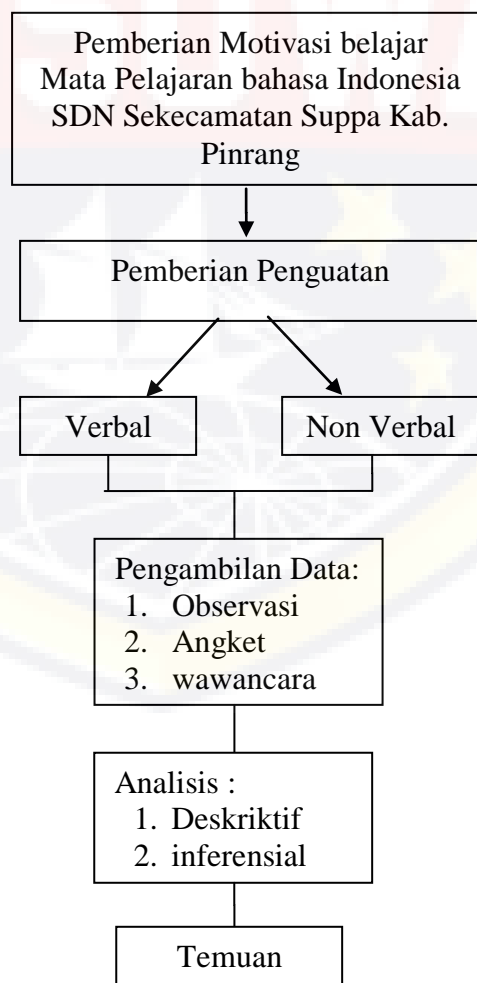 Pemberian Motivasi belajar
Mata Pelajaran bahasa Indonesia
SDN Sekecamatan Suppa Kab.
Pinrang
Pemberian Penguatan
Verbal
Non Verbal
Pengambilan Data:
1. Observasi
2. Angket
3. wawancara
Analisis :
1. Deskriktif
2. inferensial
Temuan